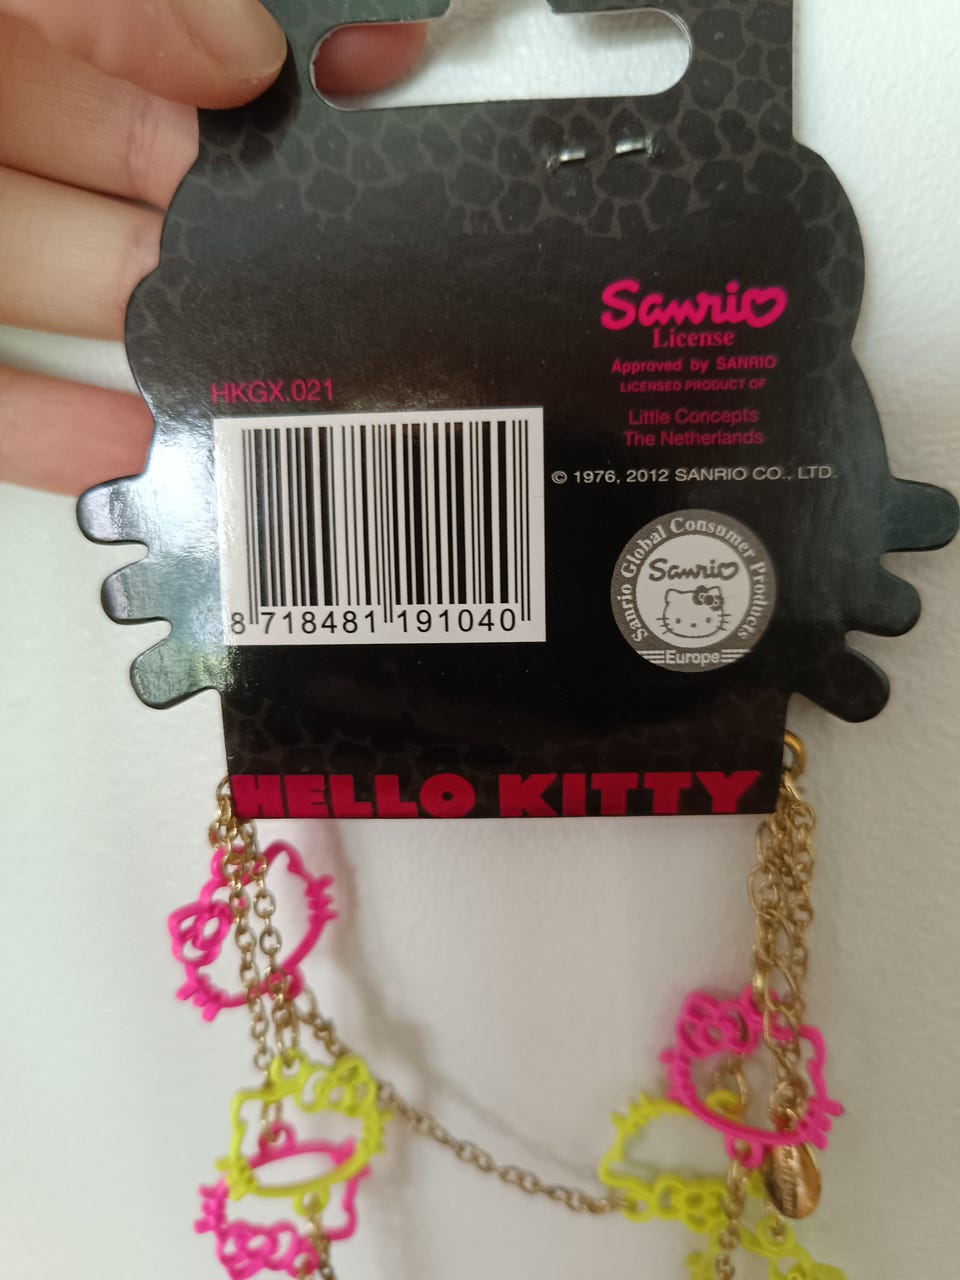 Sanrio
License
Approved by SANRIO
LICENSED PRODUCT OF
Little Concepts
The Netherlands
HKGX.021
© 1976, 2012 SANRIO CO., LTD.
8 718481 191040
Sanrio Global Consumer Products
Sanrio
Europe
HELLO KITTY